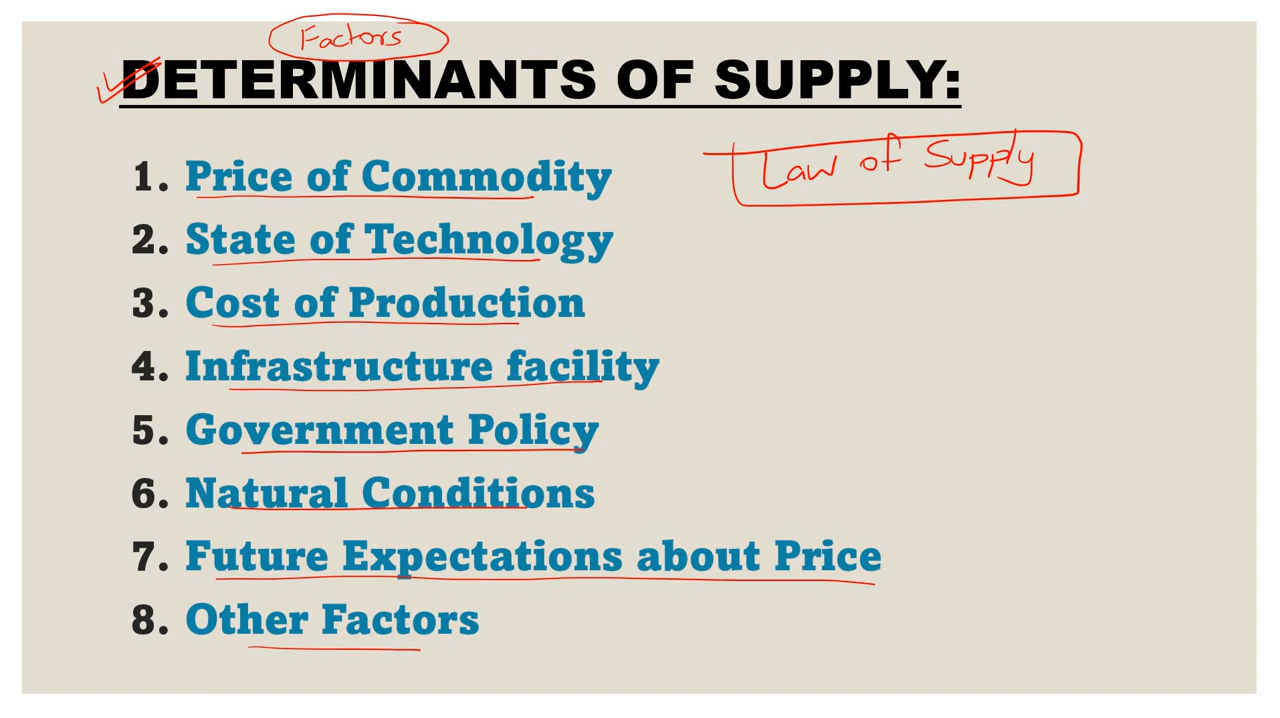 Factors
DETERMINANTS OF SUPPLY:
Law of Supply
1. Price of Commodity
2. State of Technology
3. Cost of Production
4. Infrastructure facility
5. Government Policy
6. Natural Conditions
7. Future Expectations about Price
8. Other Factors